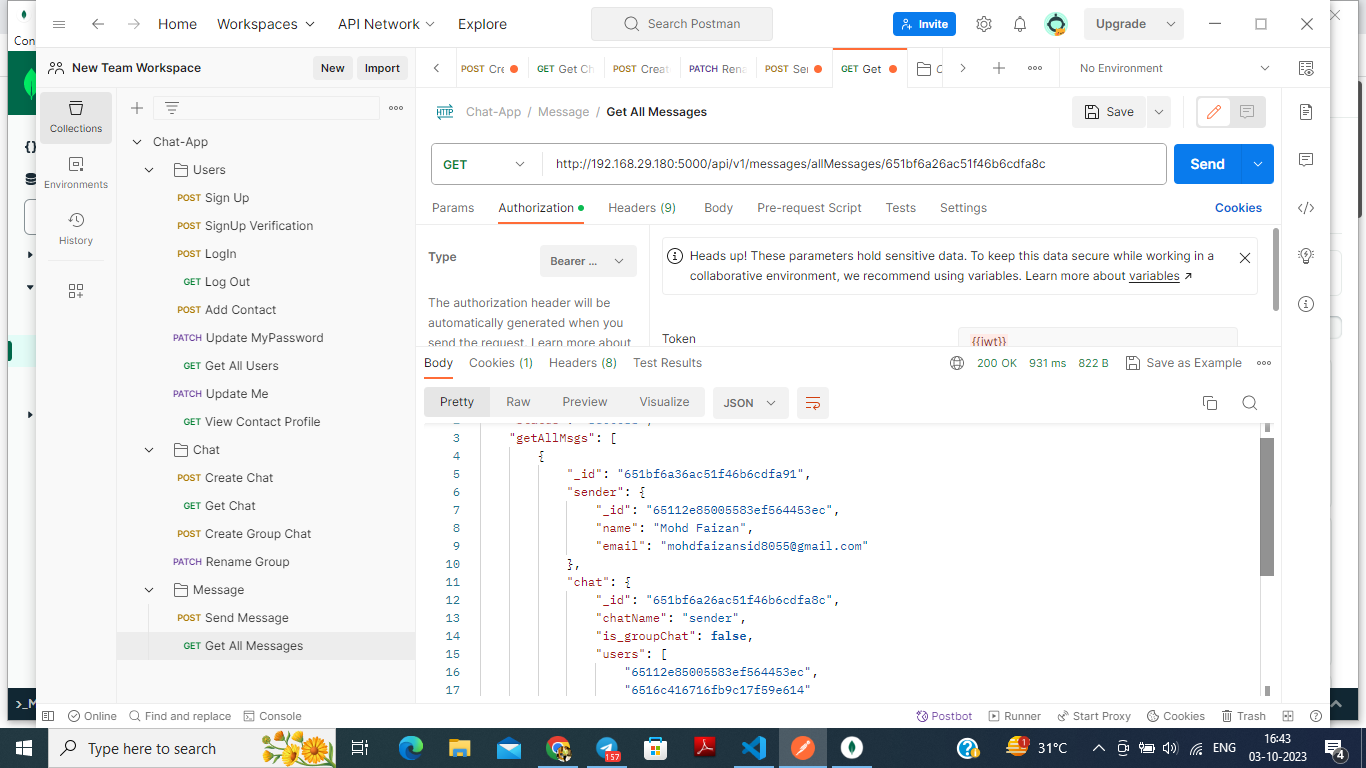 Home Workspaces API Network Explore Search Postman Invite Upgrade
Con
New Team Workspace New Import
POST Cre GET Get Ch POST Creat PATCH Rena POST Ser GET Get C No Environment
Collections
Environments
History
Chat-App
Users
POST Sign Up
POST SignUp Verification
POST LogIn
GET Log Out
POST Add Contact
PATCH Update MyPassword
GET Get All Users
PATCH Update Me
GET View Contact Profile
Chat
POST Create Chat
GET Get Chat
POST Create Group Chat
PATCH Rename Group
Message
POST Send Message
GET Get All Messages
HTTP Chat-App / Message / Get All Messages Save
GET http://192.168.29.180:5000/api/v1/messages/allMessages/651bf6a26ac51f46b6cdfa8c Send
Params Authorization Headers (9) Body Pre-request Script Tests Settings Cookies
Type Bearer ...
The authorization header will be
automatically generated when you
send the request. Learn more about
Heads up! These parameters hold sensitive data. To keep this data secure while working in a
collaborative environment, we recommend using variables. Learn more about variables ↗
Token {{jwt}}
Body Cookies (1) Headers (8) Test Results 200 OK 931 ms 822 B Save as Example
Pretty Raw Preview Visualize JSON
3 "getAllMsgs": [
4 {
5 "_id": "651bf6a36ac51f46b6cdfa91",
6 "sender": {
7 "_id": "65112e85005583ef564453ec",
8 "name": "Mohd Faizan",
9 "email": "mohdfaizansid8055@gmail.com"
10 },
11 "chat": {
12 "_id": "651bf6a26ac51f46b6cdfa8c",
13 "chatName": "sender",
14 "is_groupChat": false,
15 "users": [
16 "65112e85005583ef564453ec",
17 "6516c416716fb9c17f59e614"
>_M
Online Find and replace Console Postbot Runner Start Proxy Cookies Trash
Type here to search 157 1 31°C ENG 16:43
03-10-2023 4